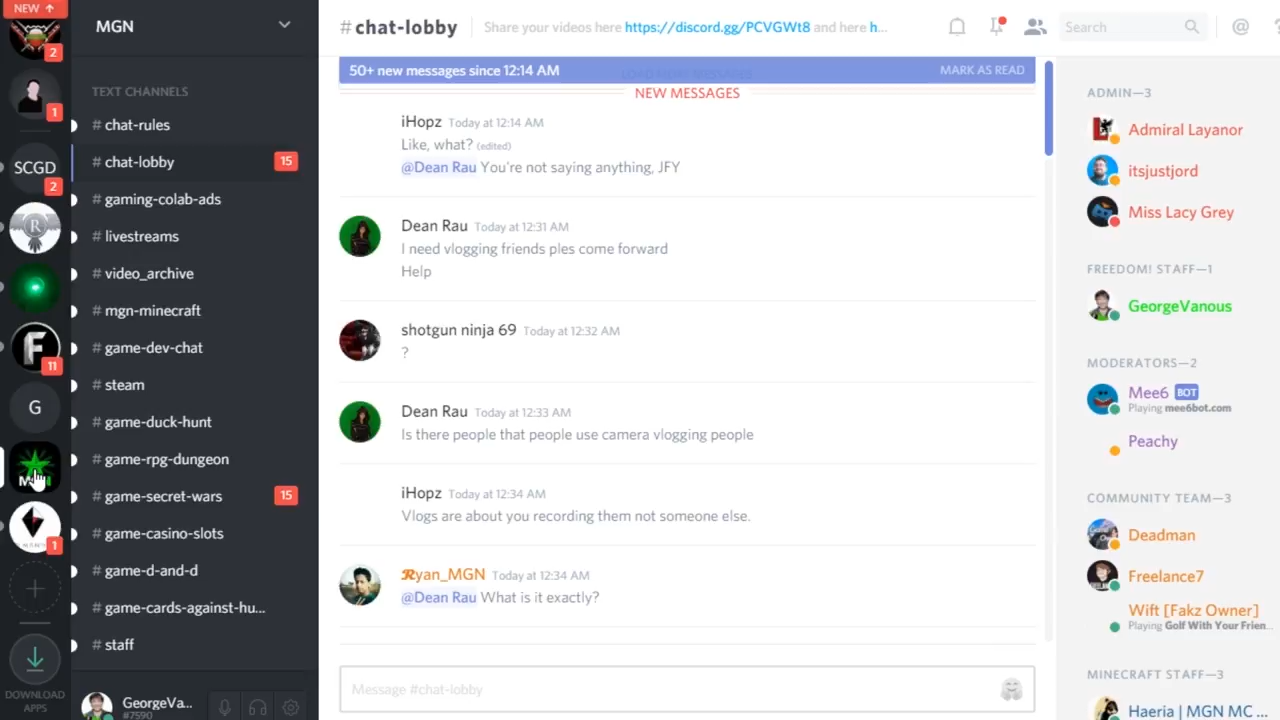 NEW ↑
2
1
SCGD
2
R
F
11
G
MGN
1
DOWNLOAD
APPS
MGN
TEXT CHANNELS
# chat-rules
# chat-lobby 15
# gaming-colab-ads
# livestreams
# video_archive
# mgn-minecraft
# game-dev-chat
# steam
# game-duck-hunt
# game-rpg-dungeon
# game-secret-wars 15
# game-casino-slots
# game-d-and-d
# game-cards-against-hu...
# staff
GeorgeVa...
#7590
#chat-lobby Share your videos here https://discord.gg/PCVGWt8 and here h...
Search @
50+ new messages since 12:14 AM MARK AS READ
NEW MESSAGES
iHopz Today at 12:14 AM
Like, what? (edited)
@Dean Rau You're not saying anything, JFY
Dean Rau Today at 12:31 AM
I need vlogging friends ples come forward
Help
shotgun ninja 69 Today at 12:32 AM
?
Dean Rau Today at 12:33 AM
Is there people that people use camera vlogging people
iHopz Today at 12:34 AM
Vlogs are about you recording them not someone else.
Ryan_MGN Today at 12:34 AM
@Dean Rau What is it exactly?
Message #chat-lobby
ADMIN—3
Admiral Layanor
itsjustjord
Miss Lacy Grey
FREEDOM! STAFF—1
GeorgeVanous
MODERATORS—2
Mee6 BOT
Playing mee6bot.com
Peachy
COMMUNITY TEAM—3
Deadman
Freelance7
Wift [Fakz Owner]
Playing Golf With Your Frien...
MINECRAFT STAFF—3
Haeria | MGN MC ...